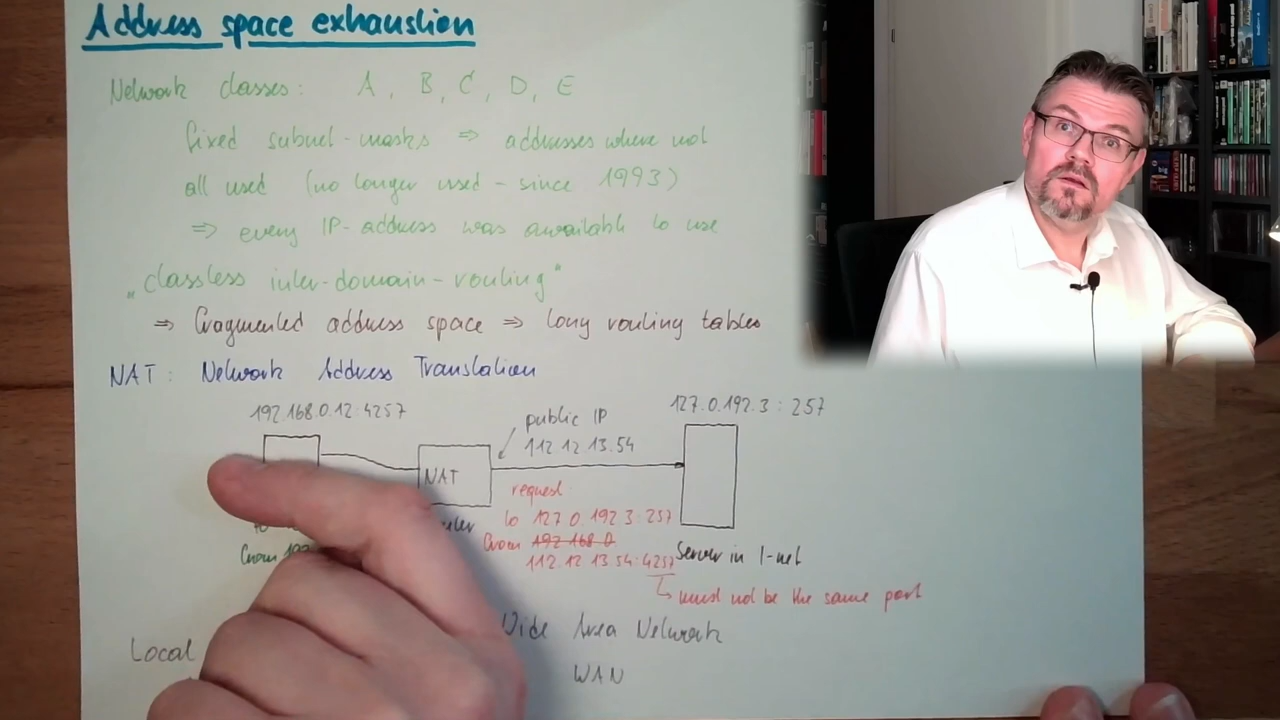 Address space exhaustion
Network classes: A, B, C, D, E
fixed subnet-masks ⇒ addresses where not
all used (no longer used - since 1993)
⇒ every IP-address was available to use
„classless inter-domain-routing"
⇒ fragmented address space ⇒ long routing tables
NAT: Network Address Translation
192.168.0.12:4257
public IP
112.12.13.54
127.0.192.3:257
NAT
request
to 127.0.192.3:257
from 192.168.0
112.12.13.54:4257
Server in I-net
must not be the same port
from
Wide Area Network
Local
WAN